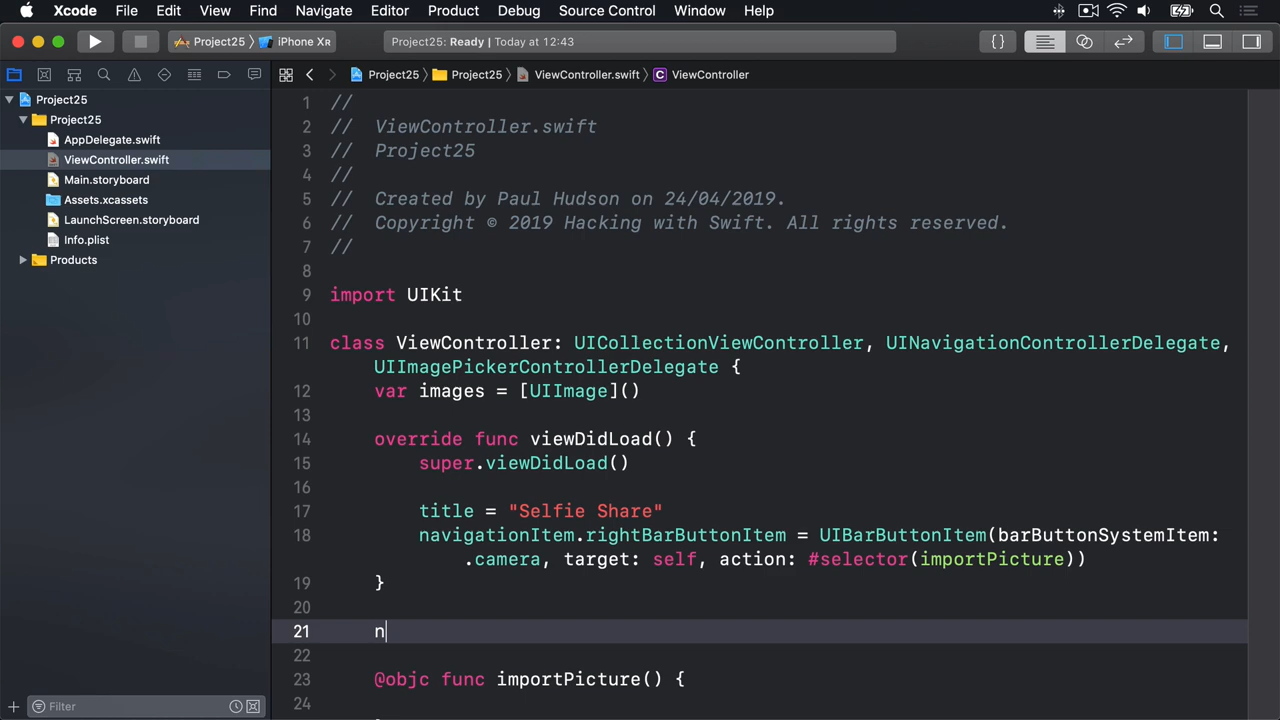 Xcode File Edit View Find Navigate Editor Product Debug Source Control Window Help
Project25 〉 iPhone XR
Project25: Ready | Today at 12:43
{}
Project25 〉 Project25 〉 ViewController.swift 〉 C ViewController
Project25
Project25
AppDelegate.swift
ViewController.swift
Main.storyboard
Assets.xcassets
LaunchScreen.storyboard
Info.plist
Products
Filter
1 //
2 //  ViewController.swift
3 //  Project25
4 //
5 //  Created by Paul Hudson on 24/04/2019.
6 //  Copyright © 2019 Hacking with Swift. All rights reserved.
7 //
8
9 import UIKit
10
11 class ViewController: UICollectionViewController, UINavigationControllerDelegate,
UIImagePickerControllerDelegate {
12     var images = [UIImage]()
13
14     override func viewDidLoad() {
15         super.viewDidLoad()
16
17         title = "Selfie Share"
18         navigationItem.rightBarButtonItem = UIBarButtonItem(barButtonSystemItem:
.camera, target: self, action: #selector(importPicture))
19     }
20
21     n
22
23     @objc func importPicture() {
24